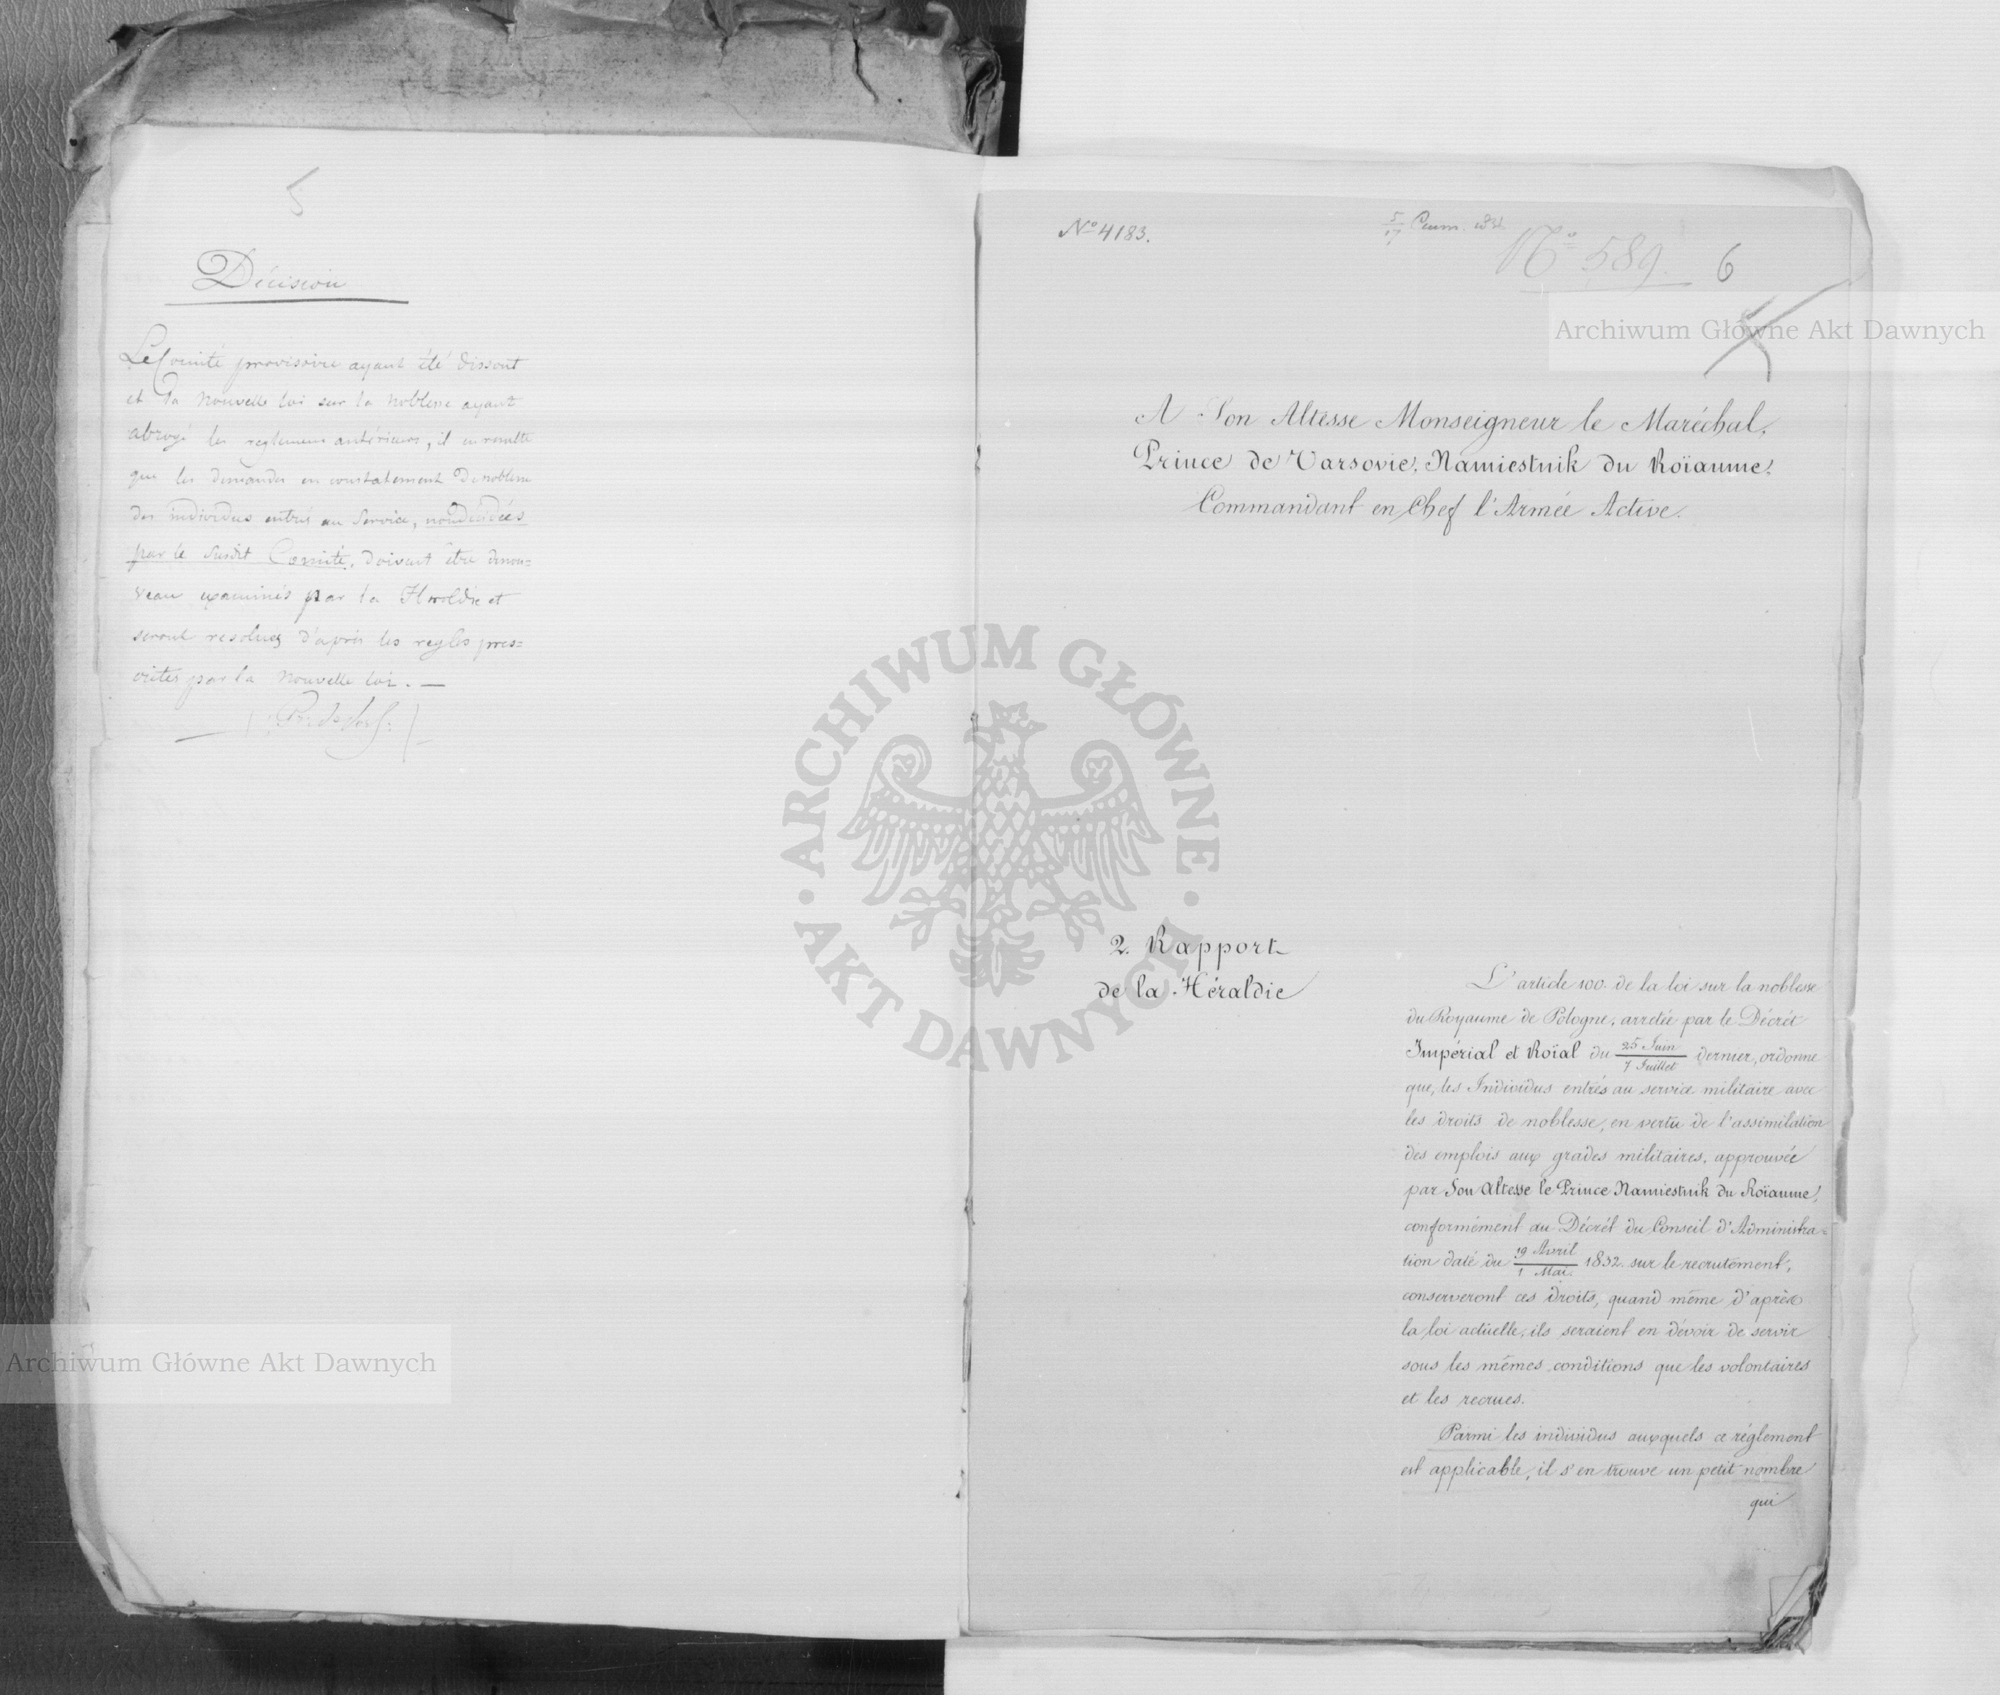 5
Décision
Le Comité provisoire ayant été dissout
et la nouvelle loi sur la noblesse ayant
abrogé les reglemens antérieurs, il en resulte
que les demandes en constatement de noblesse
des individus entrés au service, non décidées
par le susdit Comité, doivent être denou=
veau examinés par la Heroldie et
seront resolues d'après les regles pres=
crites par la nouvelle loi. —
Nº 4183.
5/17
Nº 589.
6
A Son Altesse Monseigneur le Maréchal,
Prince de Varsovie, Namiestnik du Roïaume,
Commandant en Chef l'Armée Active.
2. Rapport
de la Héraldie
L'article 100. de la loi sur la noblesse
du Royaume de Pologne, arretée par le Décrét
Impérial et Roïal du 25 Juin / 7 Juillet dernier, ordonne
que, les Individus entrés au service militaire avec
les droits de noblesse, en vertu de l'assimilation
des emplois aux grades militaires, approuvée
par Son Altesse le Prince Namiestnik du Roïaume,
conformément au Décrét du Conseil d'Administra=
tion daté du 19 Avril / 1 Mai. 1832. sur le recrutement,
conserveront ces droits, quand même d'après
la loi actüelle, ils seraient en dévoir de servir
sous les mêmes conditions que les volontaires
et les recrues.
Parmi les individus auxquels ce réglement
est applicable, il s'en trouve un petit nombre
qui
Archiwum Główne Akt Dawnych
Archiwum Główne Akt Dawnych
ARCHIWUM GŁÓWNE
AKT DAWNYCH